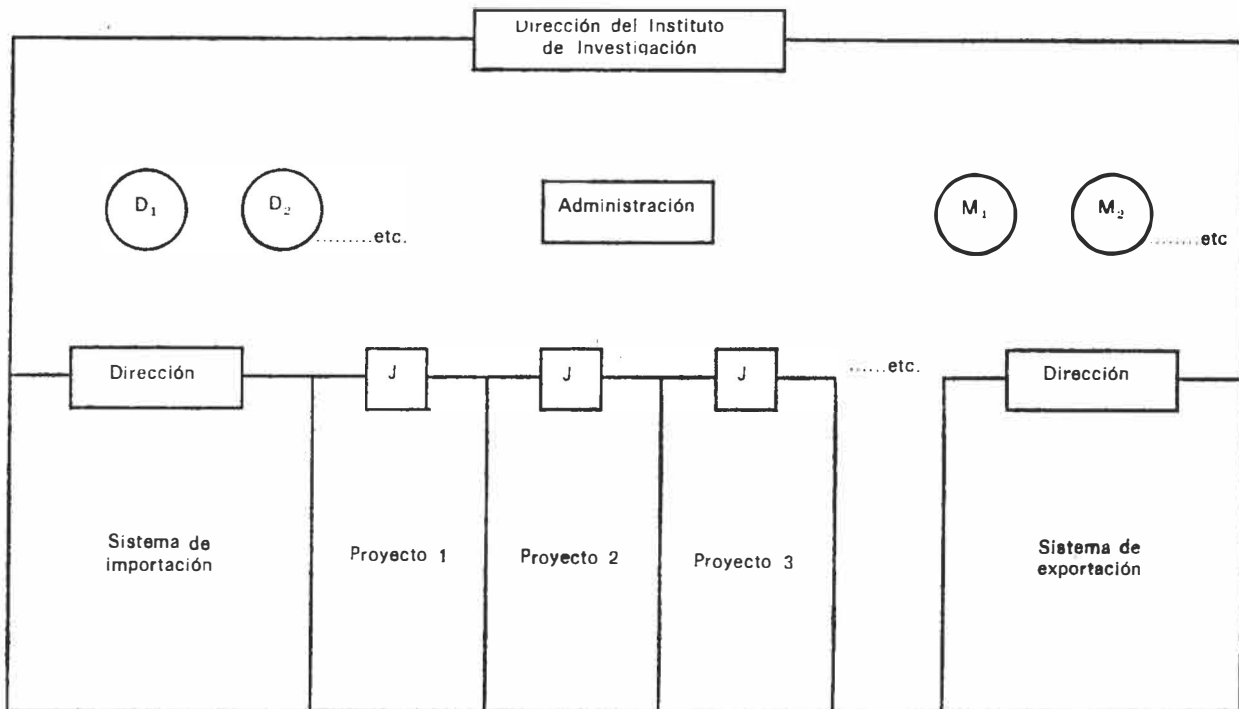 Dirección del Instituto
de Investigación
D₁
D₂
.........etc.
Administración
M₁
M₂
.........etc
Dirección
J
J
J
......etc.
Dirección
Sistema de
importación
Proyecto 1
Proyecto 2
Proyecto 3
Sistema de
exportación